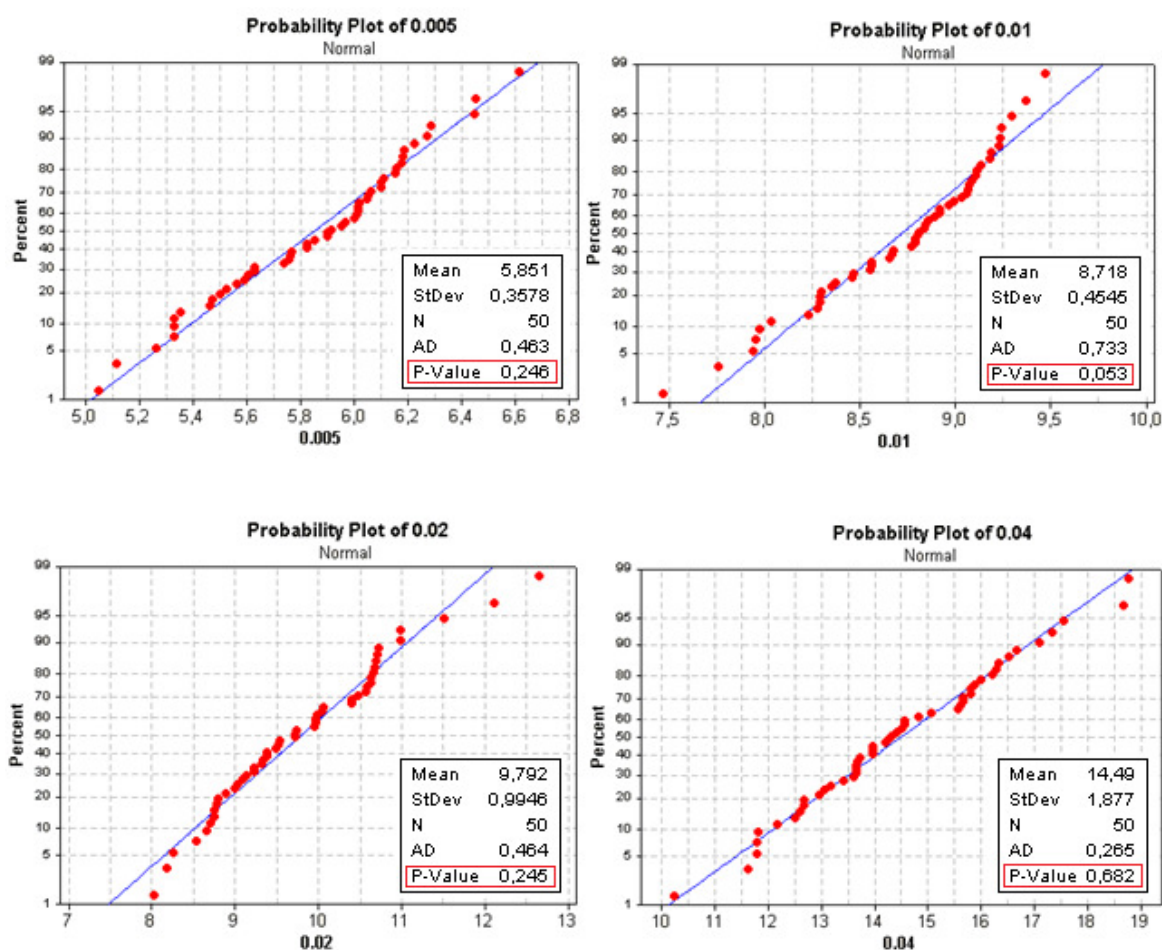 Probability Plot of 0.005
Normal
Percent
99
95
90
80
70
60
50
40
30
20
10
5
1
5,0 5,2 5,4 5,6 5,8 6,0 6,2 6,4 6,6 6,8
0.005
Mean 5,851
StDev 0,3578
N 50
AD 0,463
P-Value 0,246
Probability Plot of 0.01
Normal
Percent
99
95
90
80
70
60
50
40
30
20
10
5
1
7,5 8,0 8,5 9,0 9,5 10,0
0.01
Mean 8,718
StDev 0,4545
N 50
AD 0,733
P-Value 0,053
Probability Plot of 0.02
Normal
Percent
99
95
90
80
70
60
50
40
30
20
10
5
1
7 8 9 10 11 12 13
0.02
Mean 9,792
StDev 0,9946
N 50
AD 0,464
P-Value 0,245
Probability Plot of 0.04
Normal
Percent
99
95
90
80
70
60
50
40
30
20
10
5
1
10 11 12 13 14 15 16 17 18 19
0.04
Mean 14,49
StDev 1,877
N 50
AD 0,265
P-Value 0,682